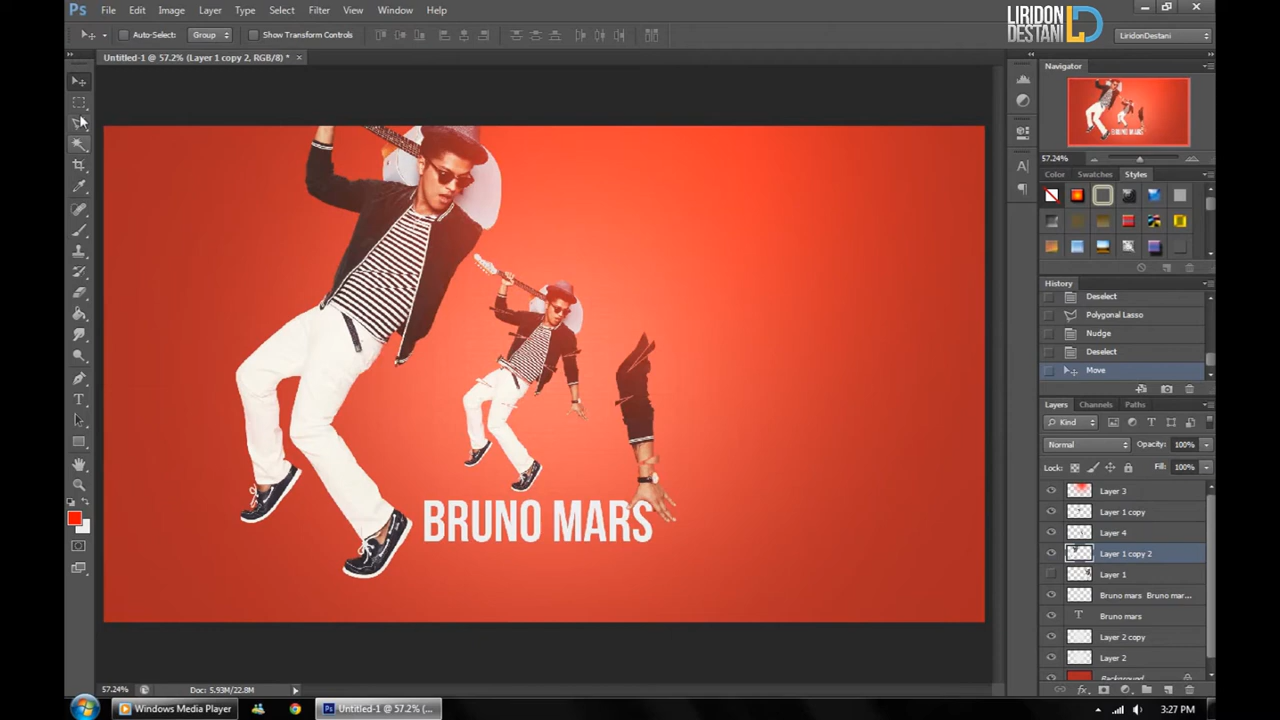 Ps File Edit Image Layer Type Select Filter View Window Help
LIRIDON
DESTANI
Auto-Select: Group Show Transform Controls
LiridonDestani
Untitled-1 @ 57.2% (Layer 1 copy 2, RGB/8) * ×
Navigator
BRUNO MARS
57.24%
Color Swatches Styles
History
Deselect
Polygonal Lasso
Nudge
Deselect
Move
Layers Channels Paths
Kind
Normal Opacity: 100%
Lock: Fill: 100%
Layer 3
Layer 1 copy
Layer 4
Layer 1 copy 2
Layer 1
Bruno mars Bruno mar...
T Bruno mars
Layer 2 copy
Layer 2
Background
BRUNO MARS
57.24% Doc: 5.93M/22.8M
Windows Media Player Untitled-1 @ 57.2% (... 3:27 PM